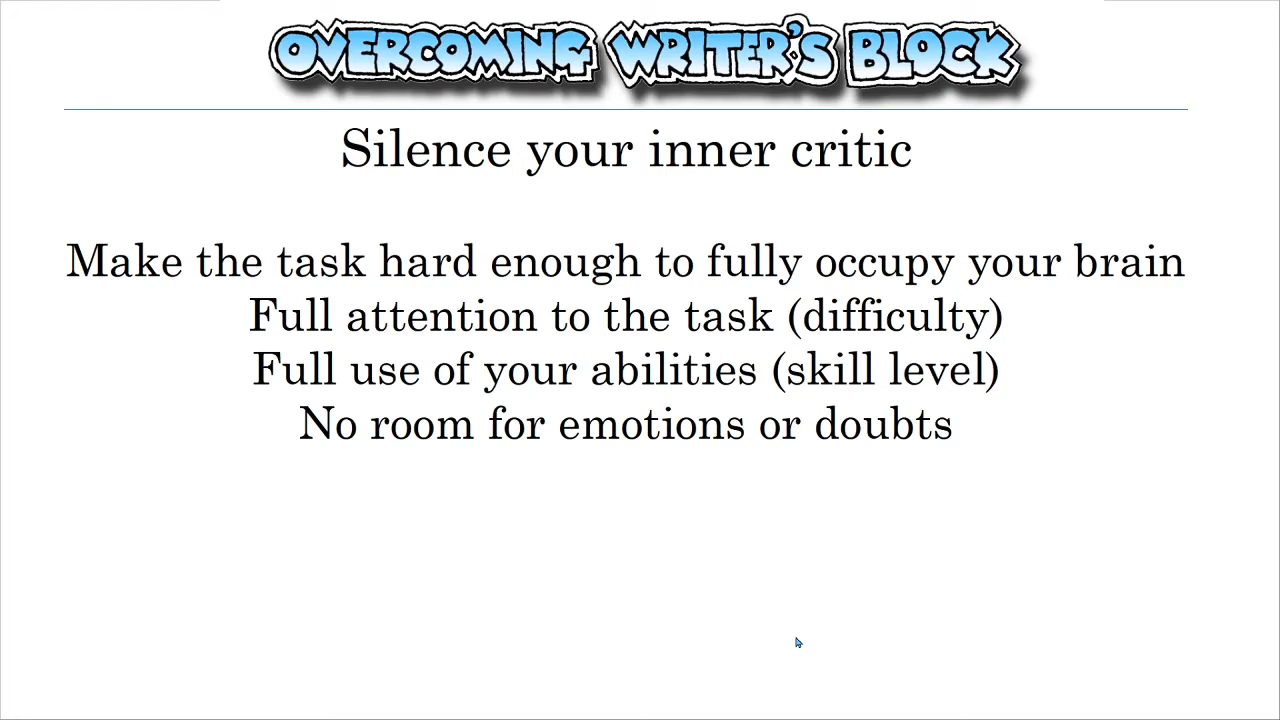 OVERCOMING WRITER'S BLOCK
Silence your inner critic
Make the task hard enough to fully occupy your brain
Full attention to the task (difficulty)
Full use of your abilities (skill level)
No room for emotions or doubts